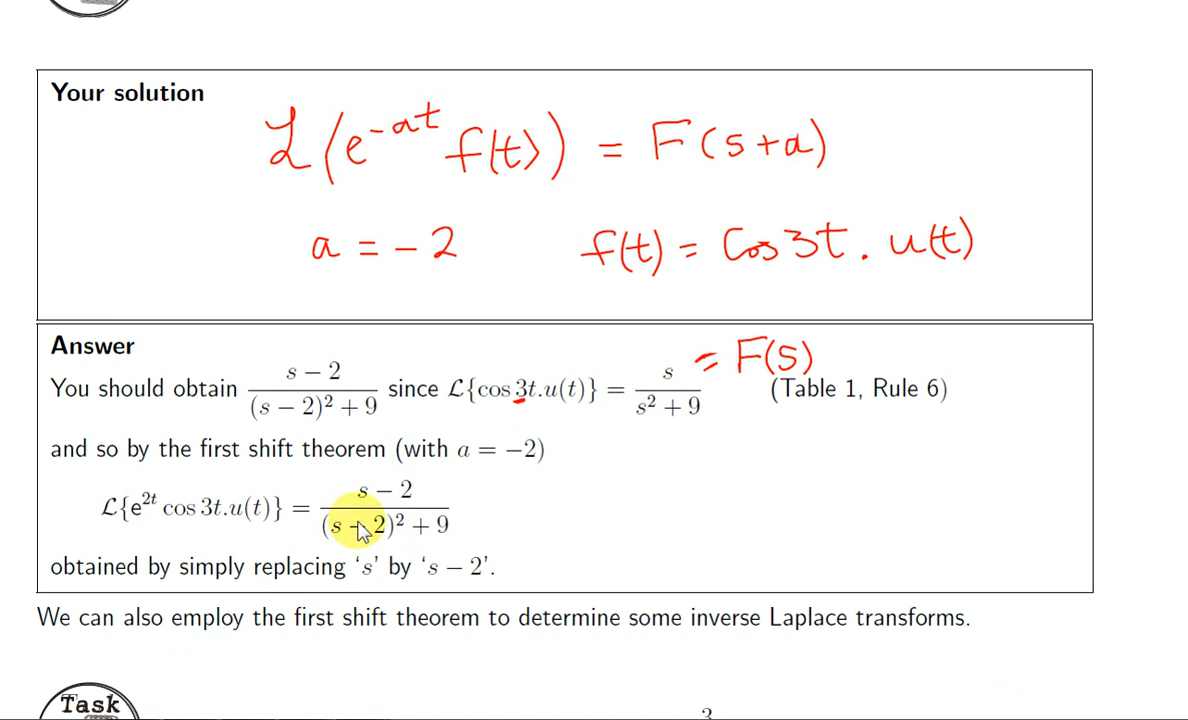 Your solution
ℒ(e^{-at} f(t)) = F(s+a)
a = -2 f(t) = Cos 3t . u(t)
Answer
= F(s)
You should obtain \frac{s − 2}{(s − 2)² + 9} since ℒ{cos 3t.u(t)} = \frac{s}{s² + 9} (Table 1, Rule 6)
and so by the first shift theorem (with a = −2)
ℒ{e^{2t} cos 3t.u(t)} = \frac{s − 2}{(s − 2)² + 9}
obtained by simply replacing ‘s’ by ‘s − 2’.
We can also employ the first shift theorem to determine some inverse Laplace transforms.
Task